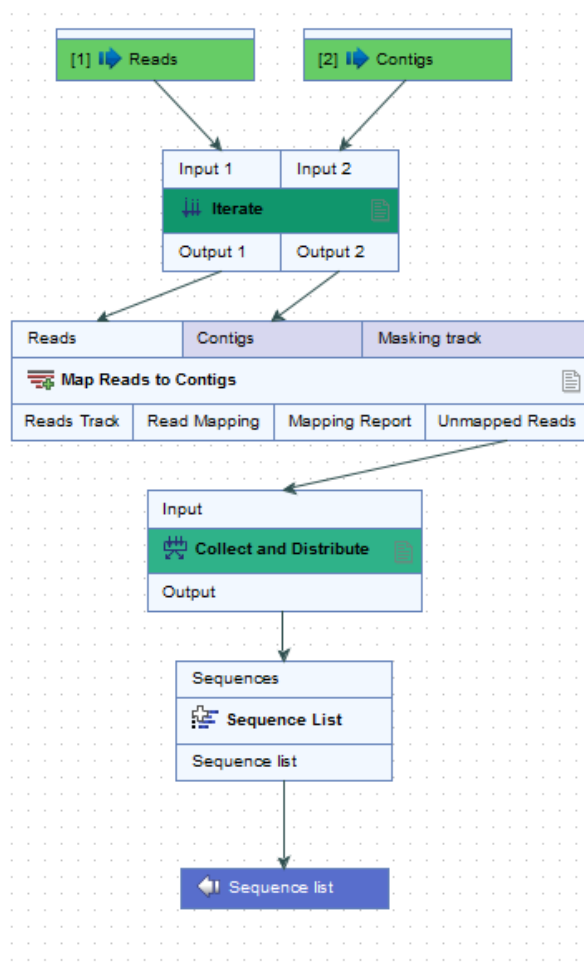 [1] Reads
[2] Contigs
Input 1
Input 2
Iterate
Output 1
Output 2
Reads
Contigs
Masking track
Map Reads to Contigs
Reads Track
Read Mapping
Mapping Report
Unmapped Reads
Input
Collect and Distribute
Output
Sequences
Sequence List
Sequence list
Sequence list